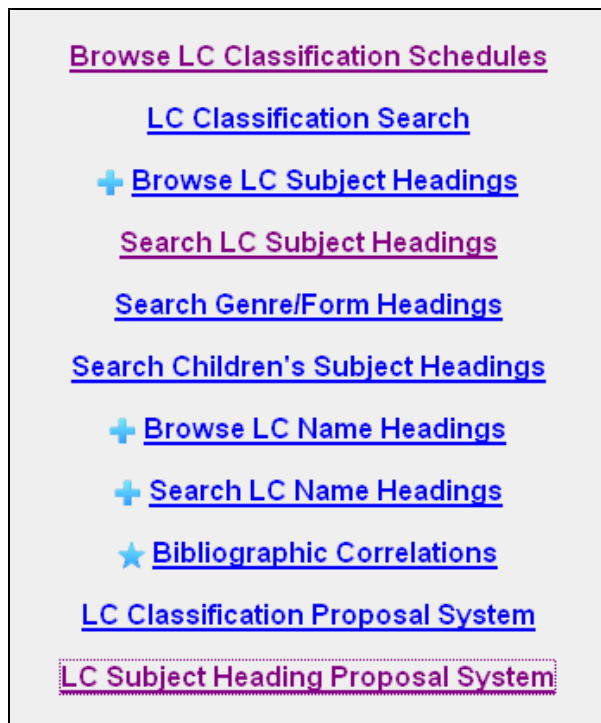 Browse LC Classification Schedules
LC Classification Search
Browse LC Subject Headings
Search LC Subject Headings
Search Genre/Form Headings
Search Children's Subject Headings
Browse LC Name Headings
Search LC Name Headings
Bibliographic Correlations
LC Classification Proposal System
LC Subject Heading Proposal System